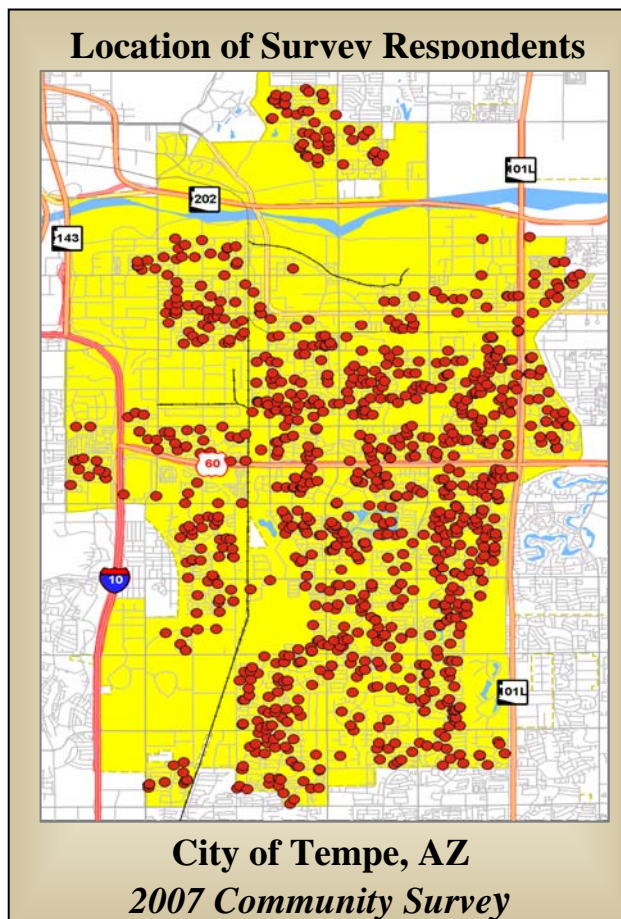 Location of Survey Respondents
101L
202
143
60
10
101L
City of Tempe, AZ
2007 Community Survey